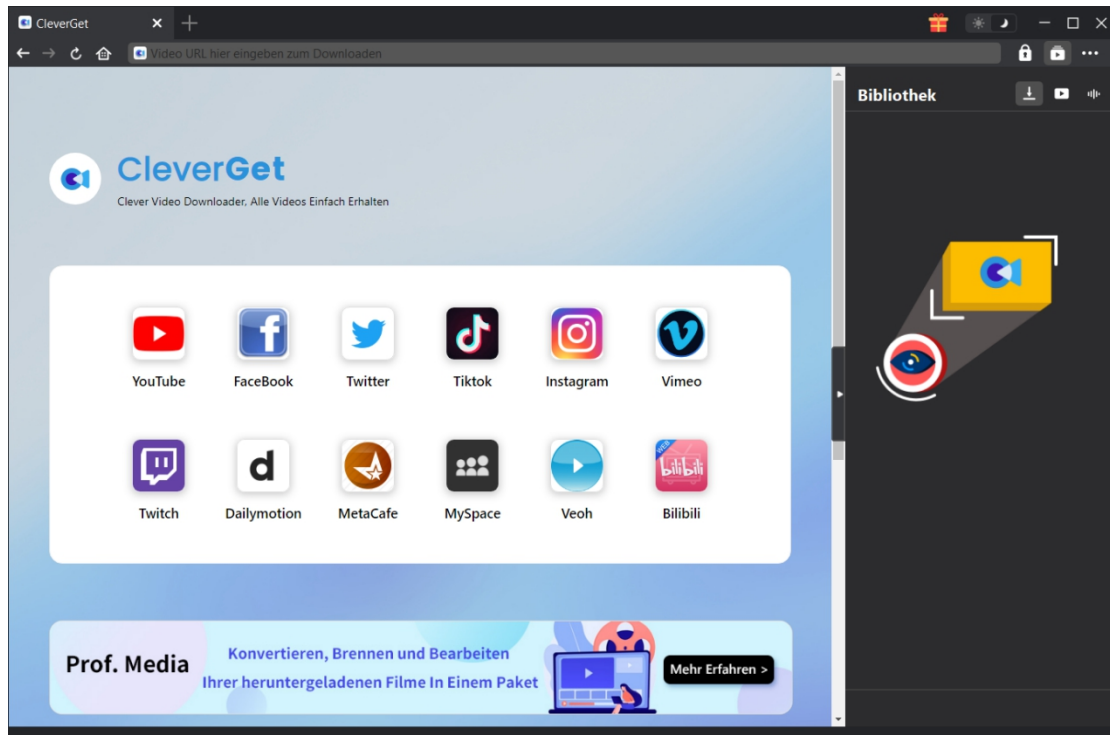 CleverGet
Video URL hier eingeben zum Downloaden
Bibliothek
CleverGet
Clever Video Downloader. Alle Videos Einfach Erhalten
YouTube
FaceBook
Twitter
Tiktok
Instagram
Vimeo
WEB
bilibili
Twitch
Dailymotion
MetaCafe
MySpace
Veoh
Bilibili
Prof. Media
Konvertieren, Brennen und Bearbeiten
Ihrer heruntergeladenen Filme In Einem Paket
Mehr Erfahren >